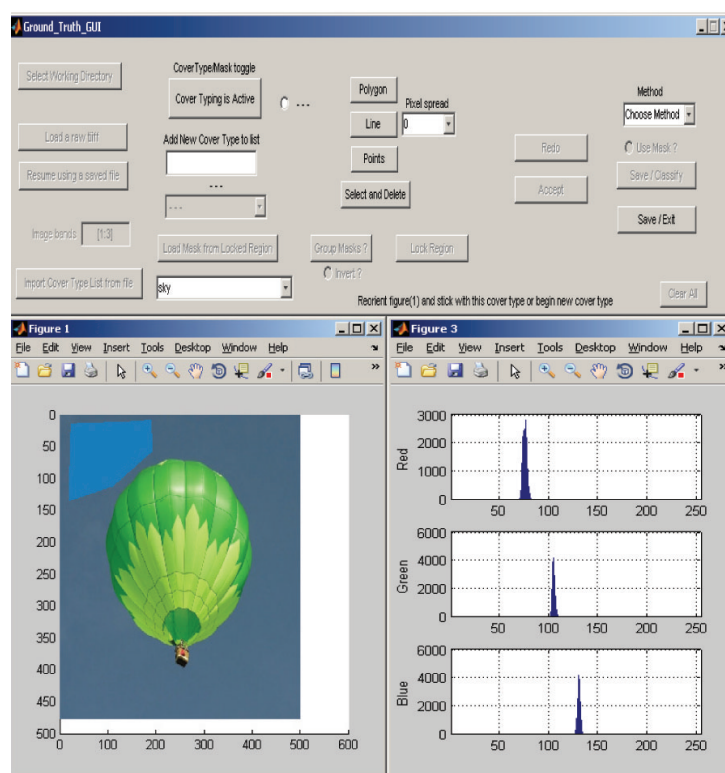 Ground_Truth_GUI
Select Working Directory
Load a raw tiff
Resume using a saved file
Image bands [1:3]
Import Cover Type List from file
CoverType/Mask toggle
Cover Typing is Active
---
Add New Cover Type to list
---
---
Load Mask from Locked Region
sky
Polygon
Line
Points
Pixel spread
0
Select and Delete
Group Masks ?
Invert ?
Lock Region
Redo
Accept
Method
Choose Method
Use Mask ?
Save / Classify
Save / Exit
Clear All
Reorient figure(1) and stick with this cover type or begin new cover type
Figure 1
File Edit View Insert Tools Desktop Window Help
0
50
100
150
200
250
300
350
400
450
500
0 100 200 300 400 500 600
Figure 3
File Edit View Insert Tools Desktop Window Help
Red
3000
2000
1000
0
50 100 150 200 250
Green
6000
4000
2000
0
50 100 150 200 250
Blue
6000
4000
2000
0
50 100 150 200 250